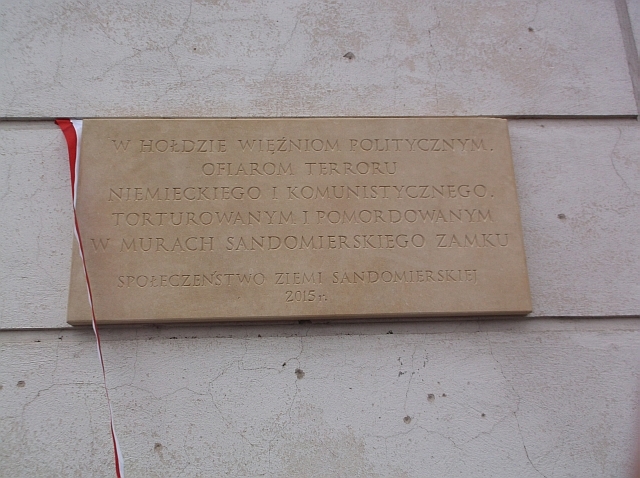 W HOŁDZIE WIĘŹNIOM POLITYCZNYM,
OFIAROM TERRORU
NIEMIECKIEGO I KOMUNISTYCZNEGO,
TORTUROWANYM I POMORDOWANYM
W MURACH SANDOMIERSKIEGO ZAMKU
SPOŁECZEŃSTWO ZIEMI SANDOMIERSKIEJ
2015 r.